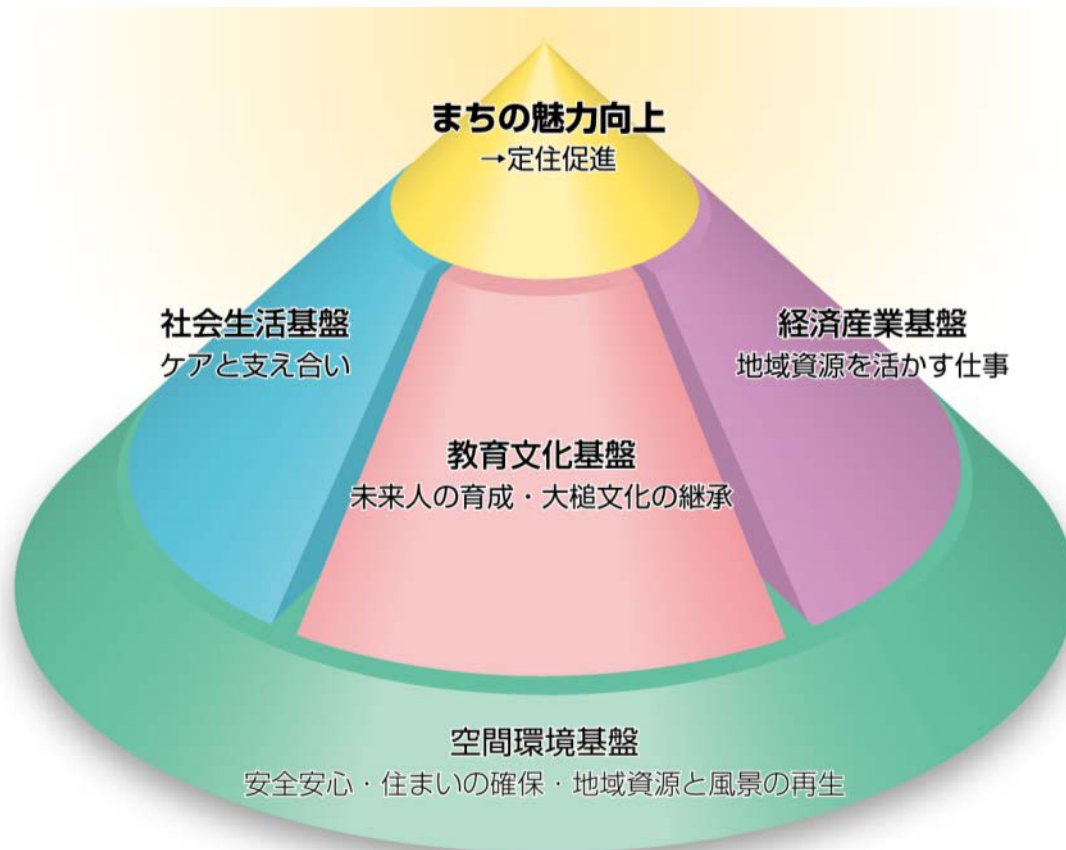 まちの魅力向上
→定住促進
社会生活基盤
ケアと支え合い
経済産業基盤
地域資源を活かす仕事
教育文化基盤
未来人の育成・大槌文化の継承
空間環境基盤
安全安心・住まいの確保・地域資源と風景の再生